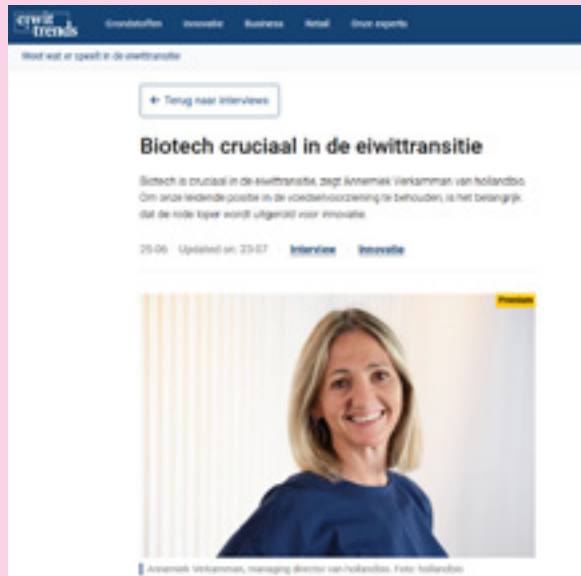 eiwit
trends
Grondstoffen Innovatie Business Retail Onze experts
Weet wat er speelt in de eiwittransitie
← Terug naar interviews
Biotech cruciaal in de eiwittransitie
Biotech is cruciaal in de eiwittransitie, zegt Annemiek Verkamman van hollandbio.
Om onze leidende positie in de voedselvoorziening te behouden, is het belangrijk
dat de rode loper wordt uitgerold voor innovatie.
25-06 Updated on: 23-07 Interview Innovatie
Premium
Annemiek Verkamman, managing director van hollandbio. Foto: hollandbio